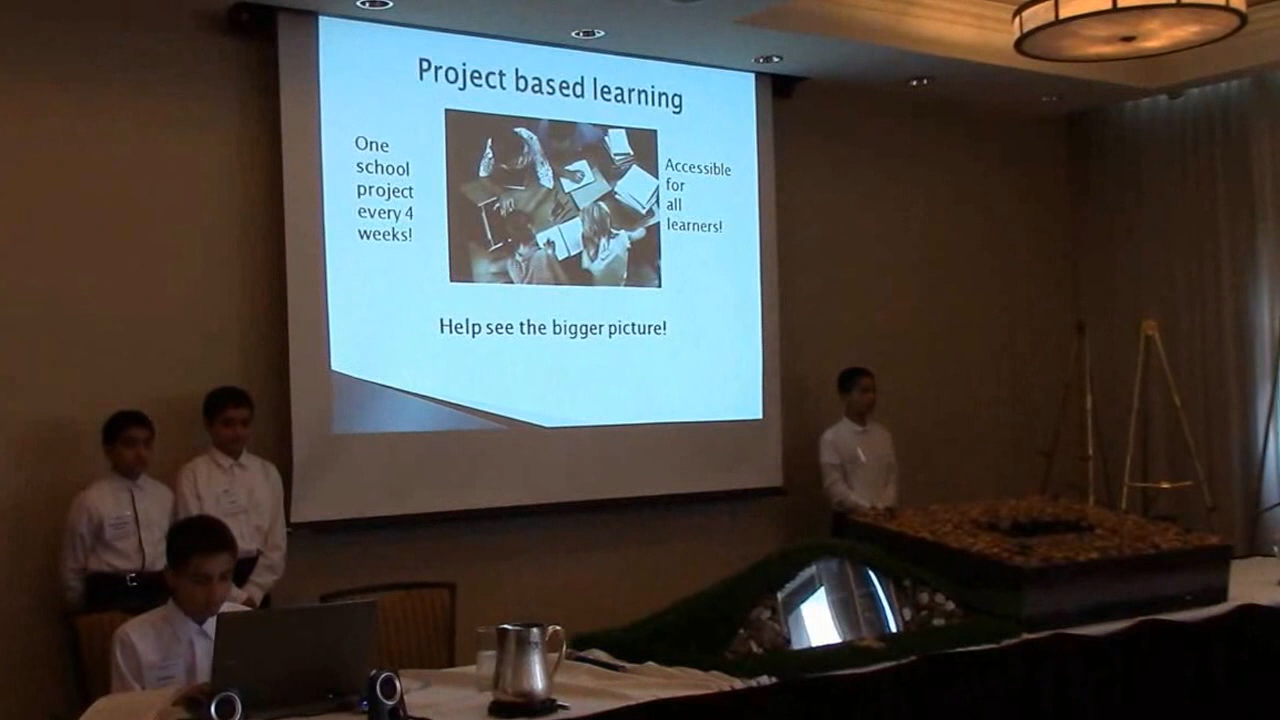 Project based learning
One
school
project
every 4
weeks!
Accessible
for
all
learners!
Help see the bigger picture!